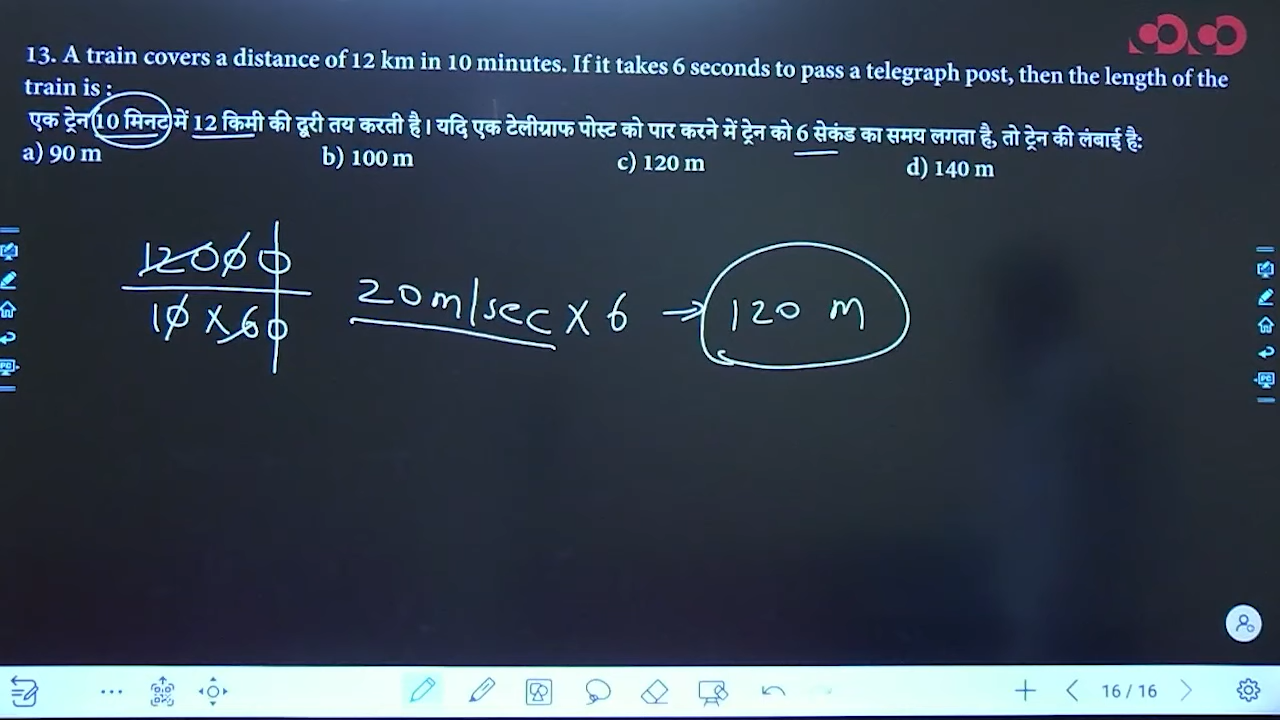 13. A train covers a distance of 12 km in 10 minutes. If it takes 6 seconds to pass a telegraph post, then the length of the
train is :
एक ट्रेन 10 मिनट में 12 किमी की दूरी तय करती है। यदि एक टेलीग्राफ पोस्ट को पार करने में ट्रेन को 6 सेकंड का समय लगता है, तो ट्रेन की लंबाई है:
a) 90 m b) 100 m c) 120 m d) 140 m
12000
10 X 60
20 m/sec X 6 → 120 m
16 / 16